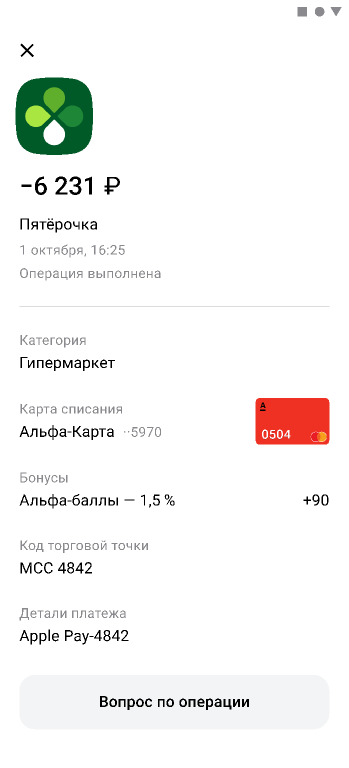 −6 231 ₽
Пятёрочка
1 октября, 16:25
Операция выполнена
Категория
Гипермаркет
Карта списания
Альфа-Карта ··5970
А
0504
Бонусы
Альфа-баллы — 1,5 %
+90
Код торговой точки
MCC 4842
Детали платежа
Apple Pay-4842
Вопрос по операции